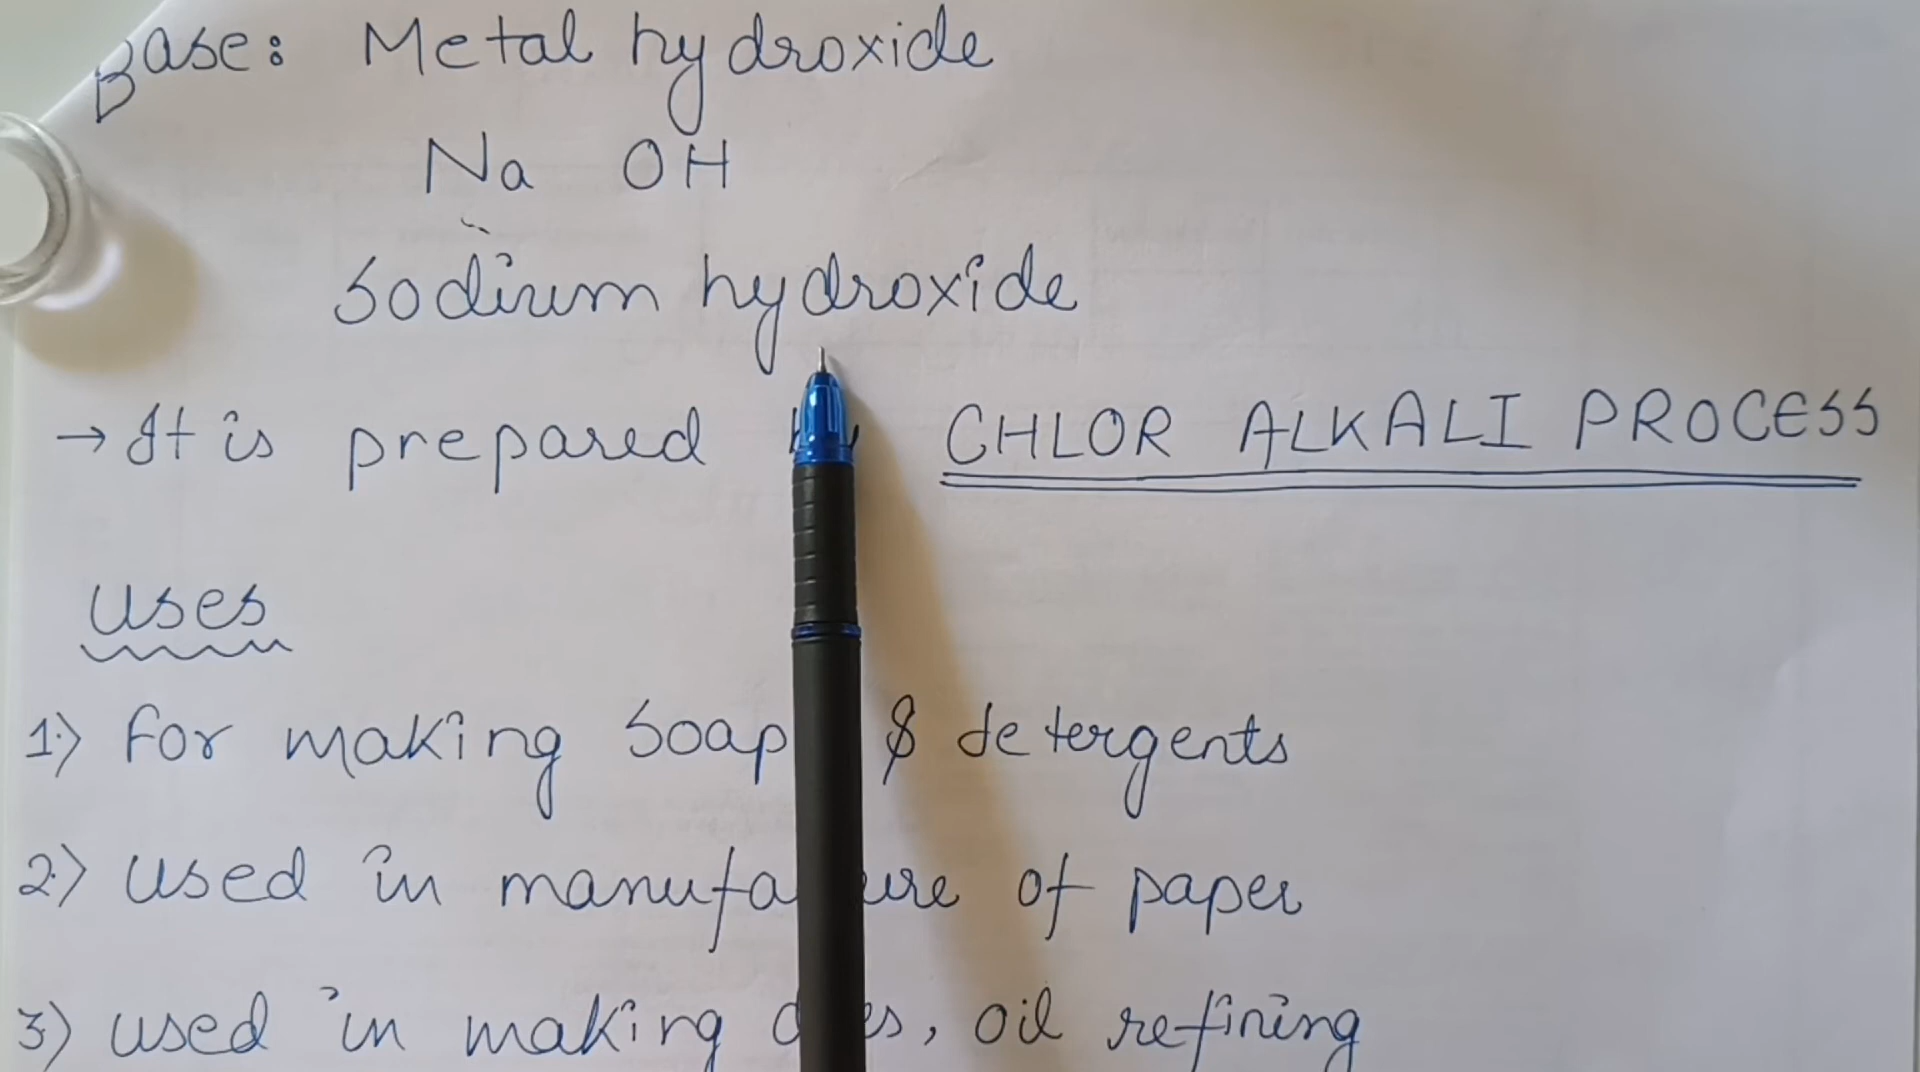 Base: Metal hydroxide
Na OH
Sodium hydroxide
→ It is prepared CHLOR ALKALI PROCESS
Uses
1) For making Soap & detergents
2) Used in of paper
3) used in making , oil refining